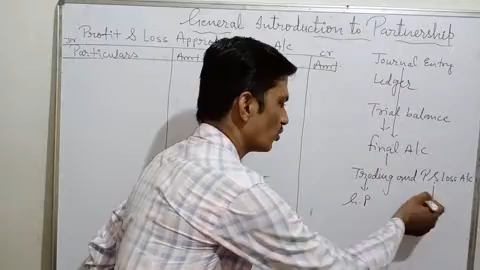 General Introduction to Partnership
Dr Profit & Loss A/c cr
Particulars Amt Amt
Journal Entry
Ledger
Trial balance
final A/c
Trading and P & Loss A/c
G.P